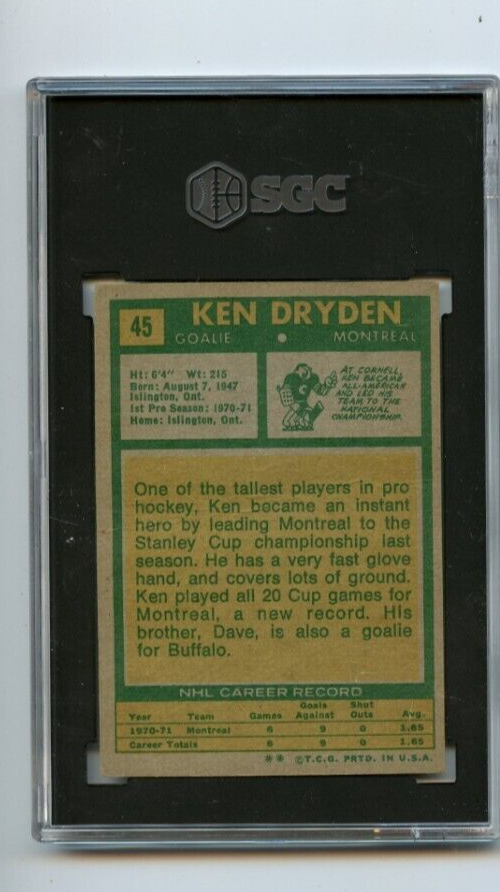 SGC
45 KEN DRYDEN
GOALIE • MONTREAL
Ht: 6'4" Wt: 215
Born: August 7, 1947
Islington, Ont.
1st Pro Season: 1970-71
Home: Islington, Ont.
AT CORNELL,
KEN BECAME
ALL-AMERICAN
AND LED HIS
TEAM TO THE
NATIONAL
CHAMPIONSHIP.
One of the tallest players in pro
hockey, Ken became an instant
hero by leading Montreal to the
Stanley Cup championship last
season. He has a very fast glove
hand, and covers lots of ground.
Ken played all 20 Cup games for
Montreal, a new record. His
brother, Dave, is also a goalie
for Buffalo.
NHL CAREER RECORD
Year Team Games Goals Against Shut Outs Avg.
1970-71 Montreal 6 9 0 1.65
Career Totals 6 9 0 1.65
** ©T.C.G. PRTD. IN U.S.A.